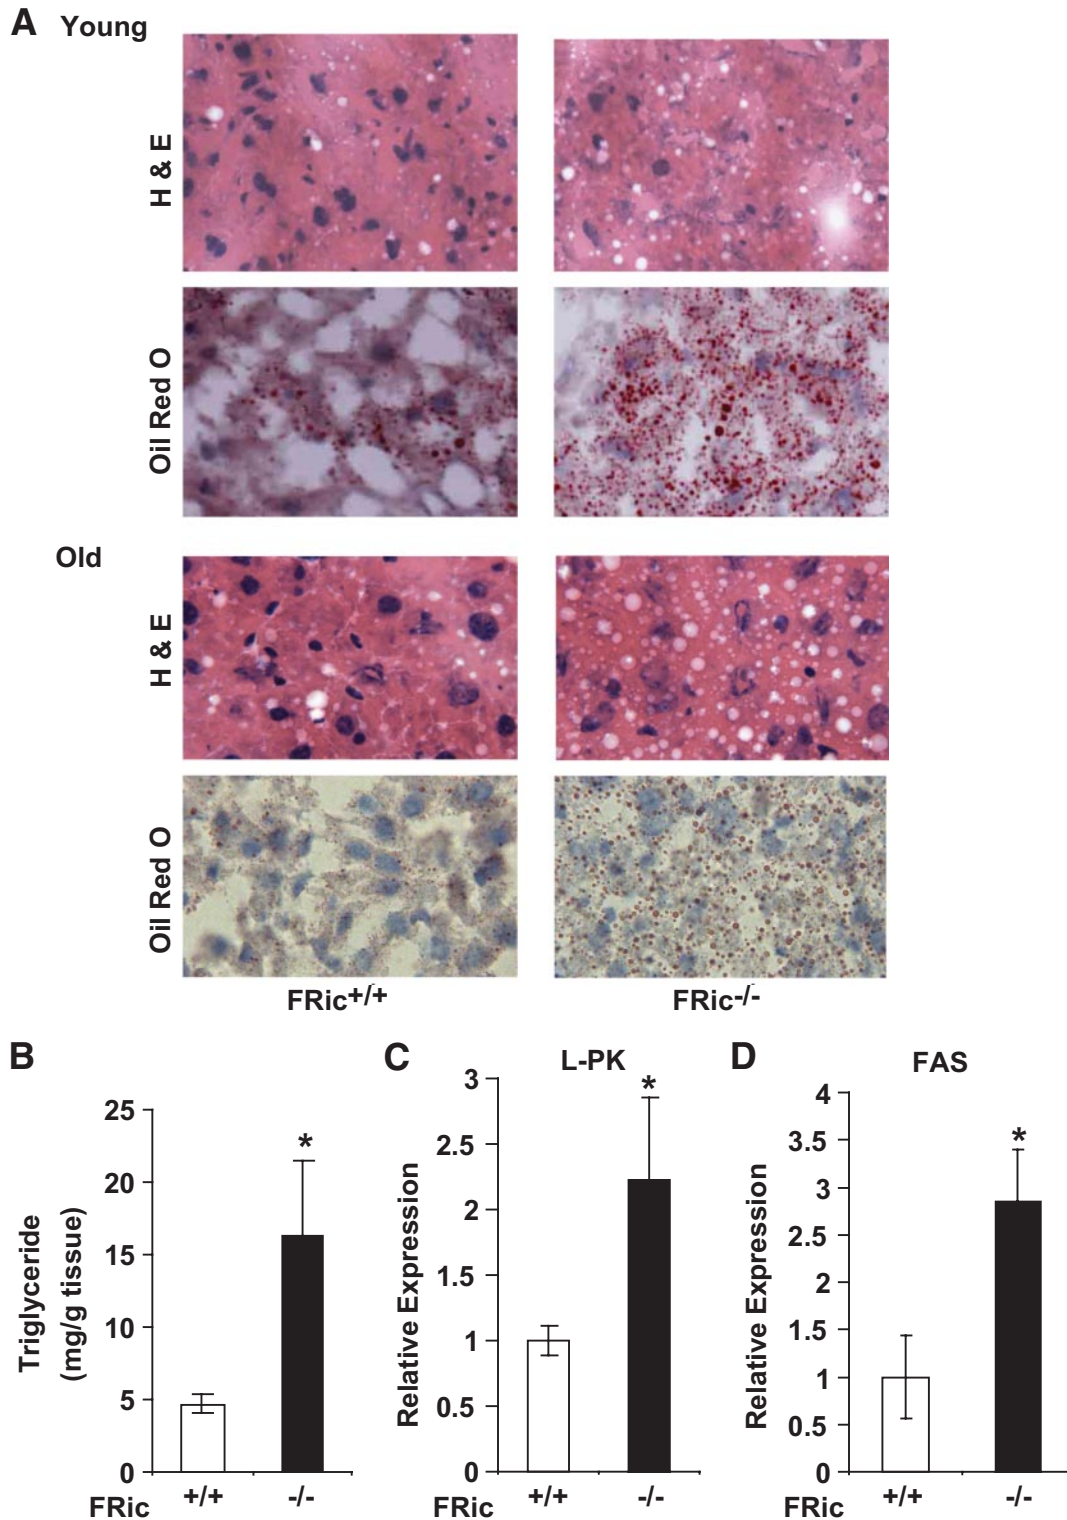 A Young
H & E
Oil Red O
Old
H & E
Oil Red O
FRic+/+ FRic-/-
B
Triglyceride
(mg/g tissue)
25
20
15
10
5
0
FRic +/+ -/-
*
C L-PK
Relative Expression
3
2.5
2
1.5
1
0.5
0
FRic +/+ -/-
*
D FAS
Relative Expression
4
3.5
3
2.5
2
1.5
1
0.5
0
FRic +/+ -/-
*